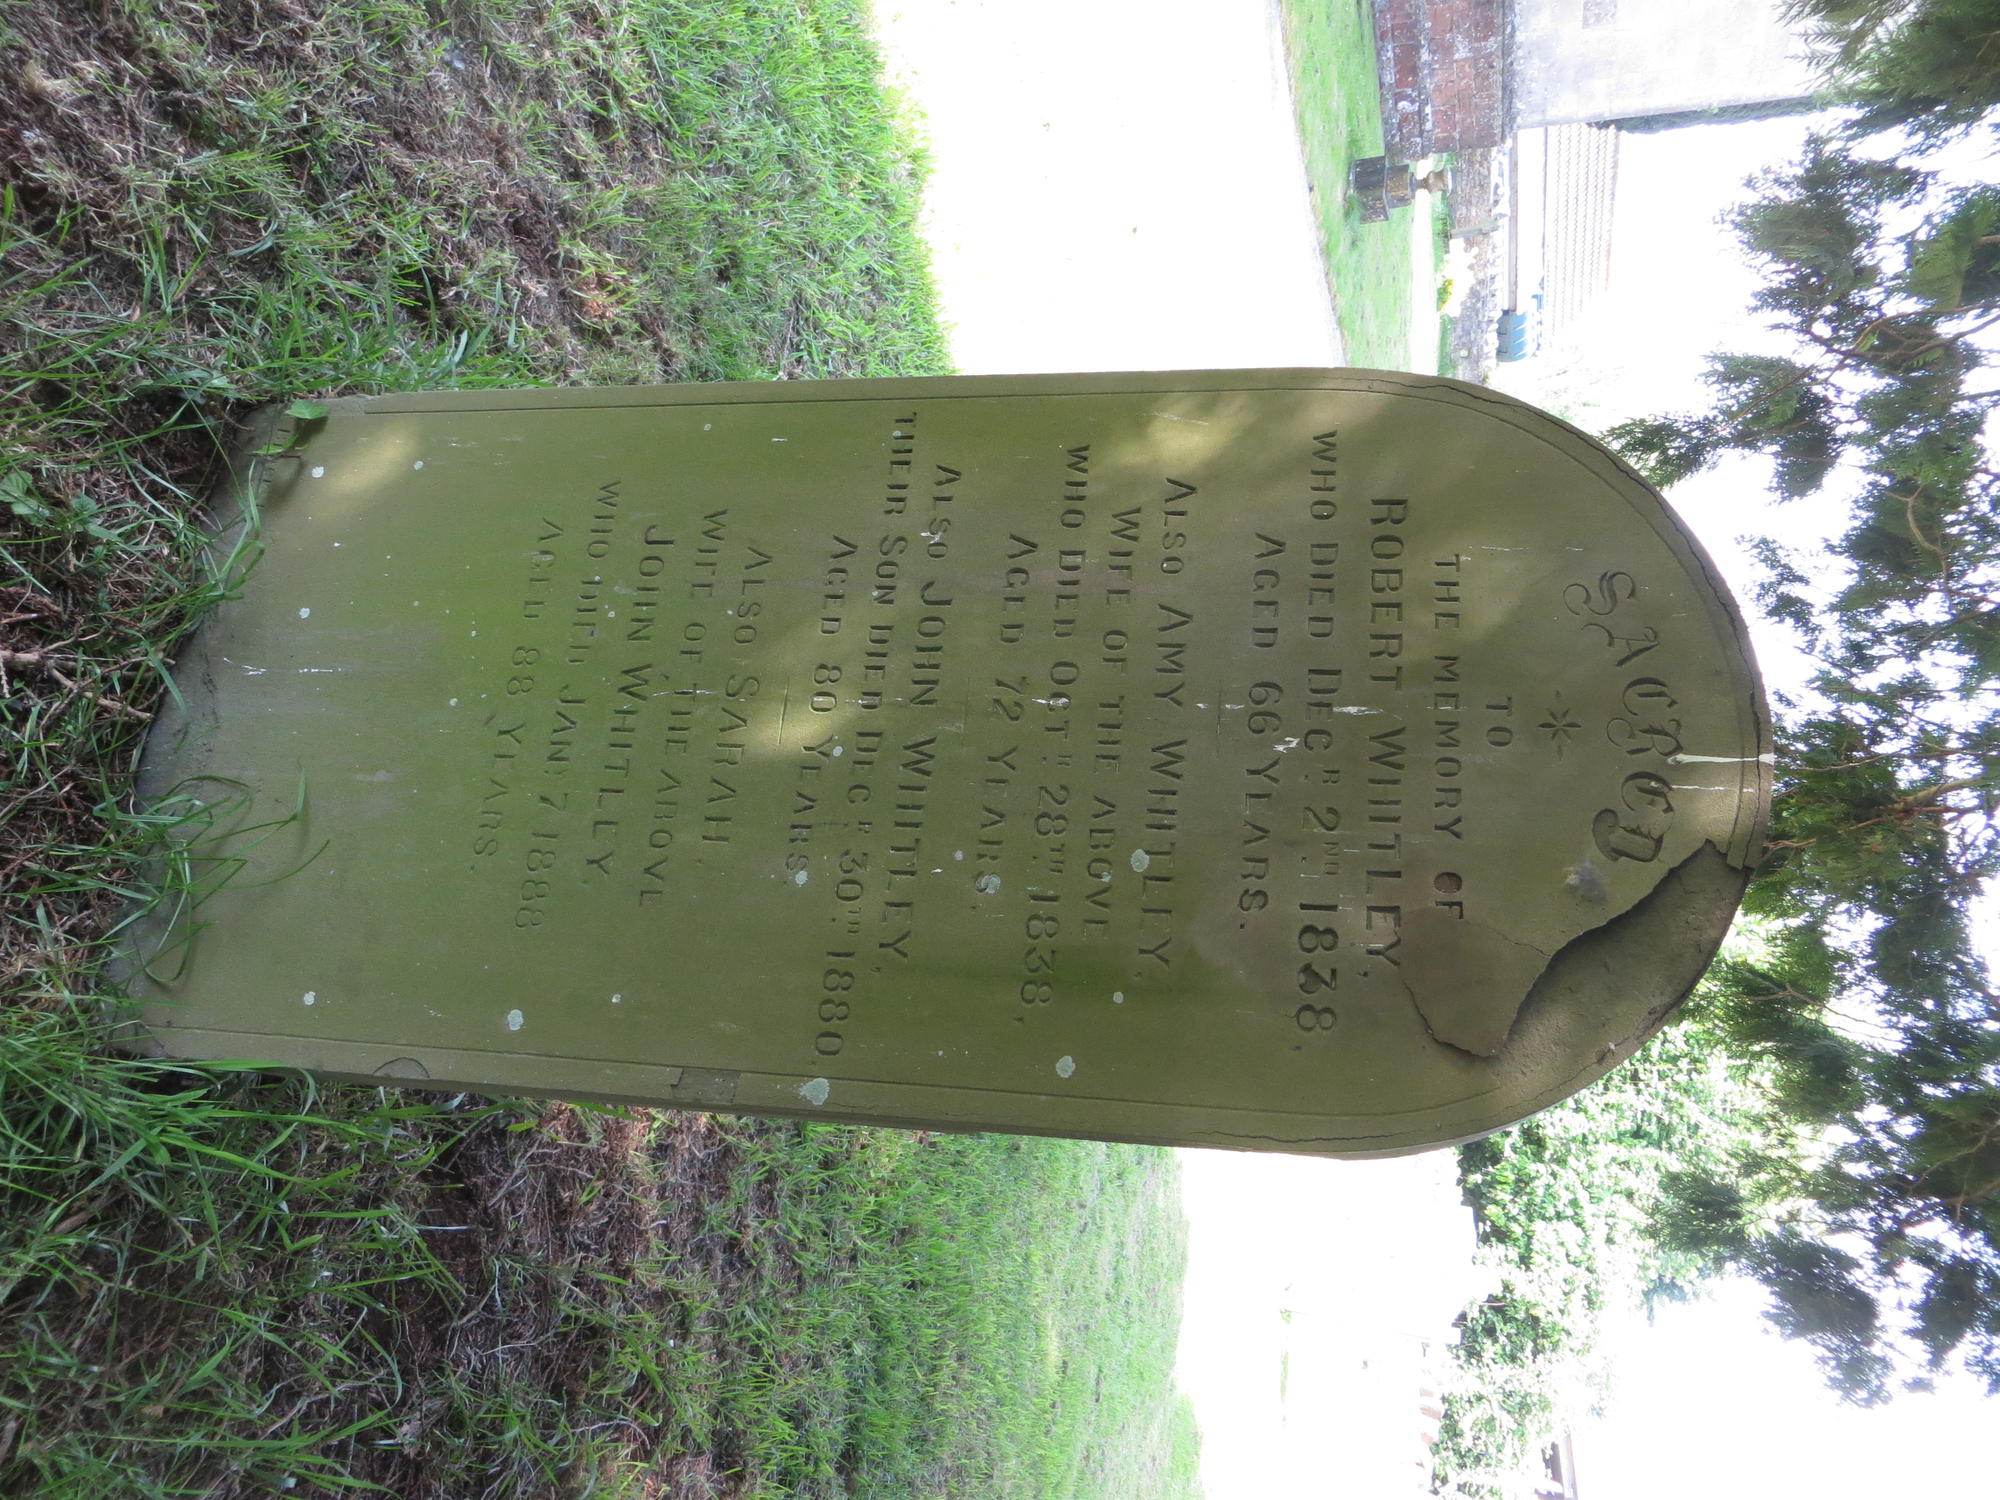 SACRED
TO
THE MEMORY OF
ROBERT WHITLEY,
WHO DIED DECR 2ND 1838.
AGED 66 YEARS.
ALSO AMY WHITLEY,
WIFE OF THE ABOVE
WHO DIED OCTR 28TH 1838,
AGED 72 YEARS.
ALSO JOHN WHITLEY,
THEIR SON DIED DECR 30TH 1880,
AGED 80 YEARS.
ALSO SARAH,
WIFE OF THE ABOVE
JOHN WHITLEY,
WHO DIED JANY 7 1888
AGED 88 YEARS.